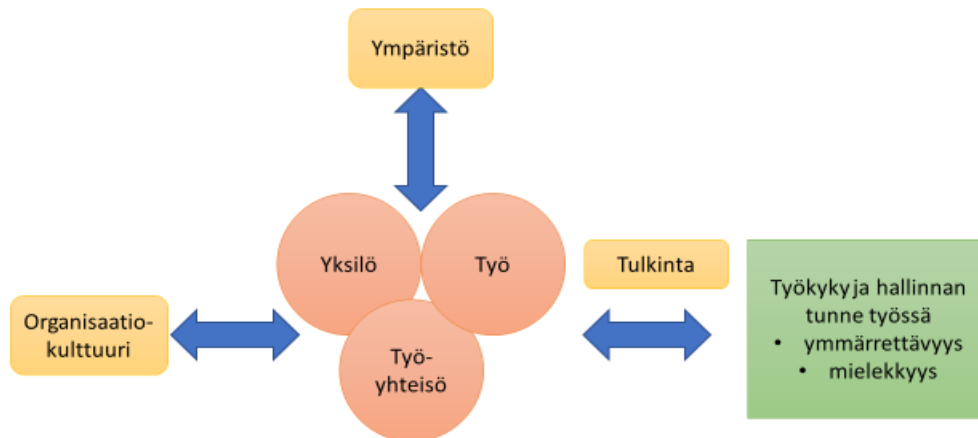 Ympäristö
Yksilö
Työ
Työ-
yhteisö
Organisaatio-
kulttuuri
Tulkinta
Työkyky ja hallinnan
tunne työssä
• ymmärrettävyys
• mielekkyys